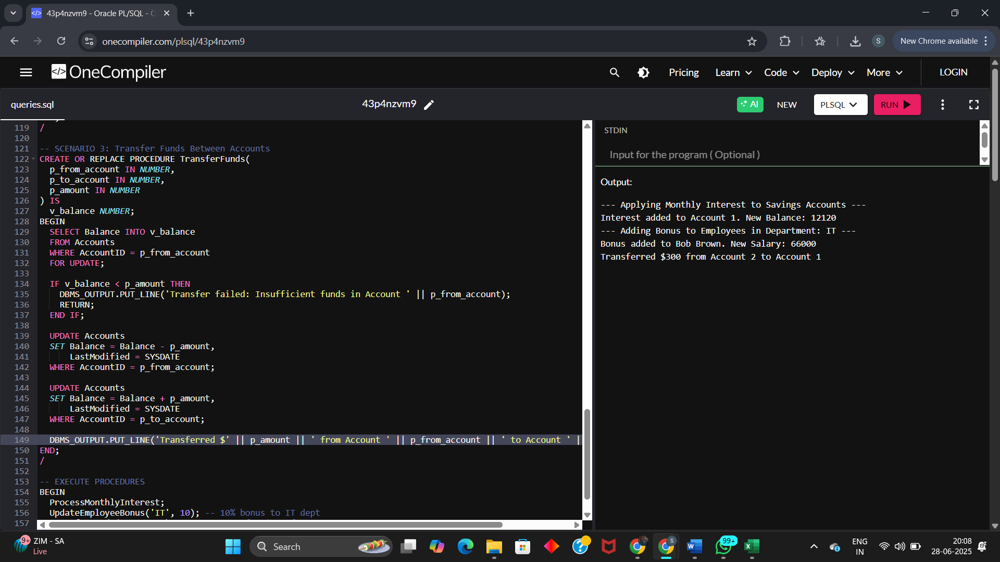 43p4nzvm9 - Oracle PL/SQL - O
onecompiler.com/plsql/43p4nzvm9
S
New Chrome available
</> OneCompiler
Pricing
Learn
Code
Deploy
More
LOGIN
queries.sql
43p4nzvm9
AI
NEW
PLSQL
RUN
119 /
120
121 -- SCENARIO 3: Transfer Funds Between Accounts
122 CREATE OR REPLACE PROCEDURE TransferFunds(
123 p_from_account IN NUMBER,
124 p_to_account IN NUMBER,
125 p_amount IN NUMBER
126 ) IS
127 v_balance NUMBER;
128 BEGIN
129 SELECT Balance INTO v_balance
130 FROM Accounts
131 WHERE AccountID = p_from_account
132 FOR UPDATE;
133
134 IF v_balance < p_amount THEN
135 DBMS_OUTPUT.PUT_LINE('Transfer failed: Insufficient funds in Account ' || p_from_account);
136 RETURN;
137 END IF;
138
139 UPDATE Accounts
140 SET Balance = Balance - p_amount,
141 LastModified = SYSDATE
142 WHERE AccountID = p_from_account;
143
144 UPDATE Accounts
145 SET Balance = Balance + p_amount,
146 LastModified = SYSDATE
147 WHERE AccountID = p_to_account;
148
149 DBMS_OUTPUT.PUT_LINE('Transferred $' || p_amount || ' from Account ' || p_from_account || ' to Account ' |
150 END;
151 /
152
153 -- EXECUTE PROCEDURES
154 BEGIN
155 ProcessMonthlyInterest;
156 UpdateEmployeeBonus('IT', 10); -- 10% bonus to IT dept
157
STDIN
Input for the program ( Optional )
Output:
--- Applying Monthly Interest to Savings Accounts ---
Interest added to Account 1. New Balance: 12120
--- Adding Bonus to Employees in Department: IT ---
Bonus added to Bob Brown. New Salary: 66000
Transferred $300 from Account 2 to Account 1
9+
ZIM - SA
Live
Search
S
99+
ENG
IN
20:08
28-06-2025